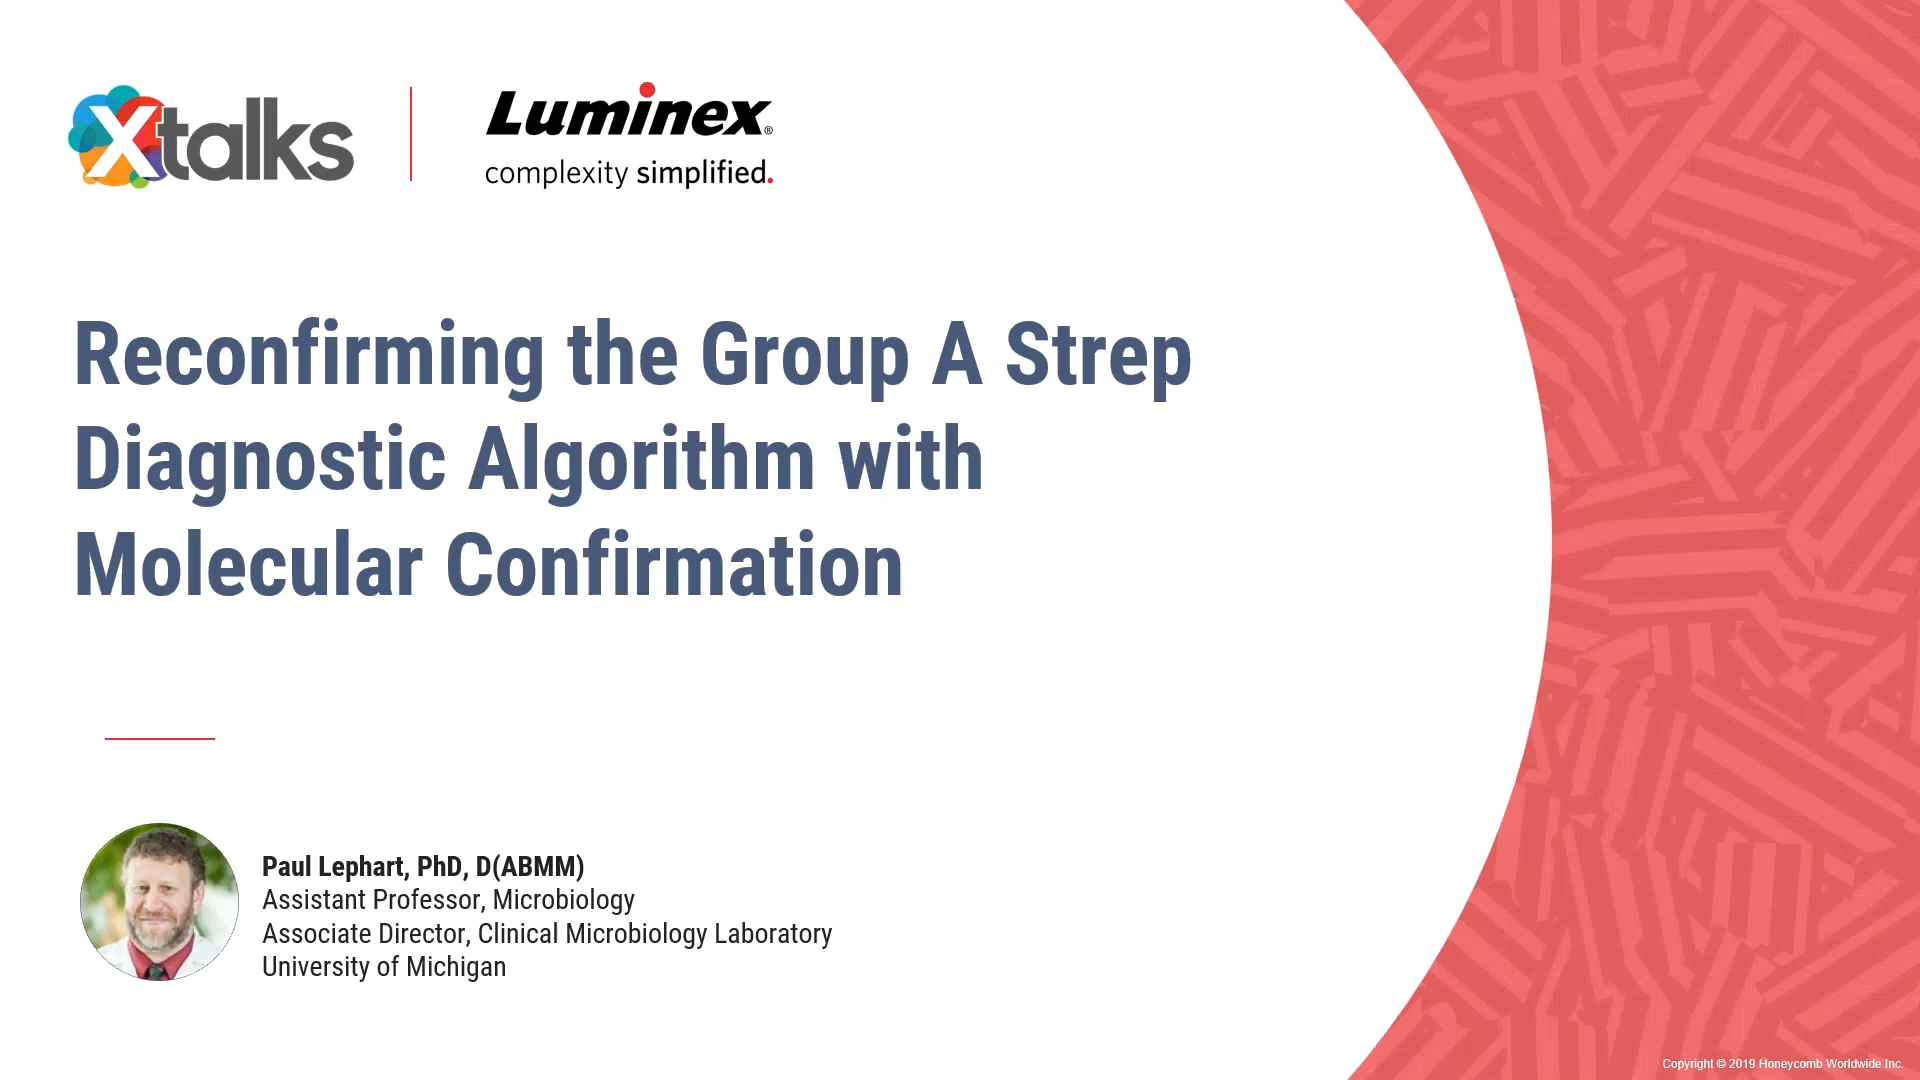 Xtalks
Luminex®
complexity simplified.
Reconfirming the Group A Strep
Diagnostic Algorithm with
Molecular Confirmation
Paul Lephart, PhD, D(ABMM)
Assistant Professor, Microbiology
Associate Director, Clinical Microbiology Laboratory
University of Michigan
Copyright © 2019 Honeycomb Worldwide Inc.